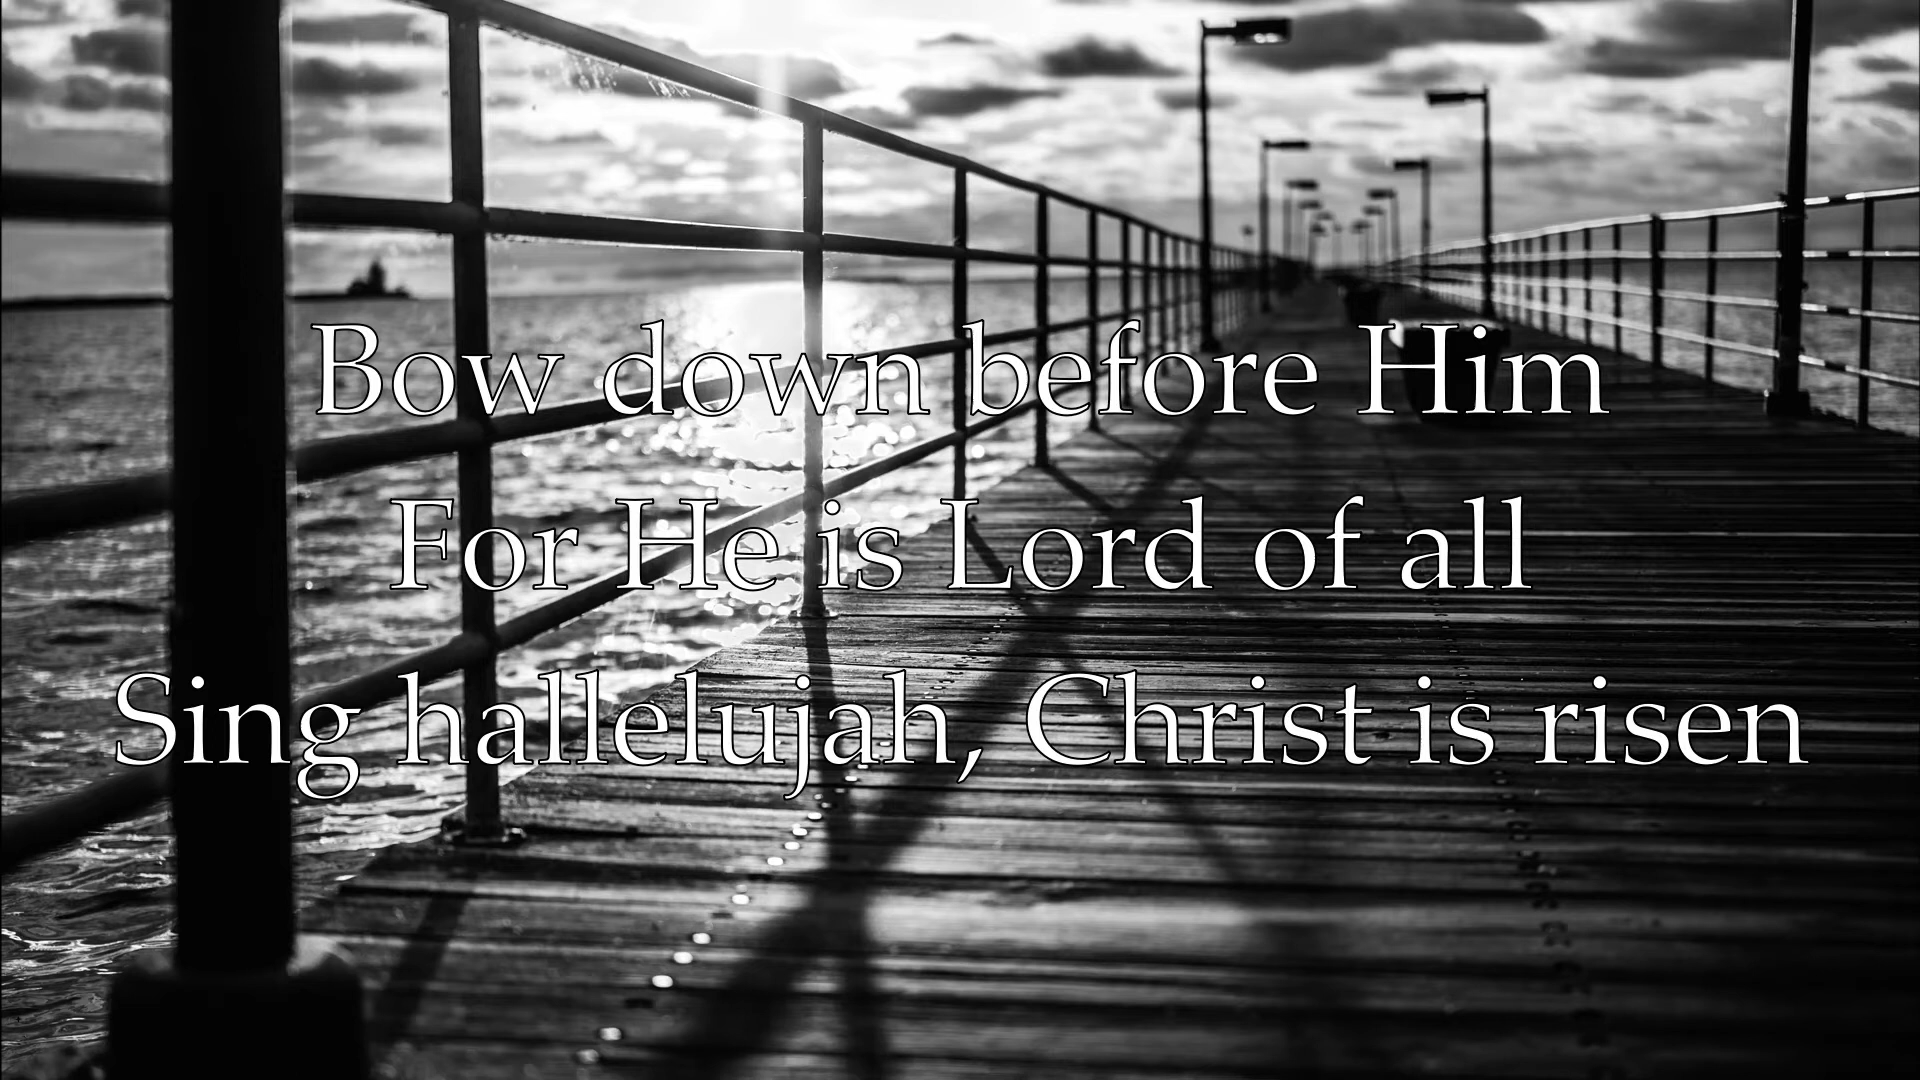 Bow down before Him
For He is Lord of all
Sing hallelujah, Christ is risen